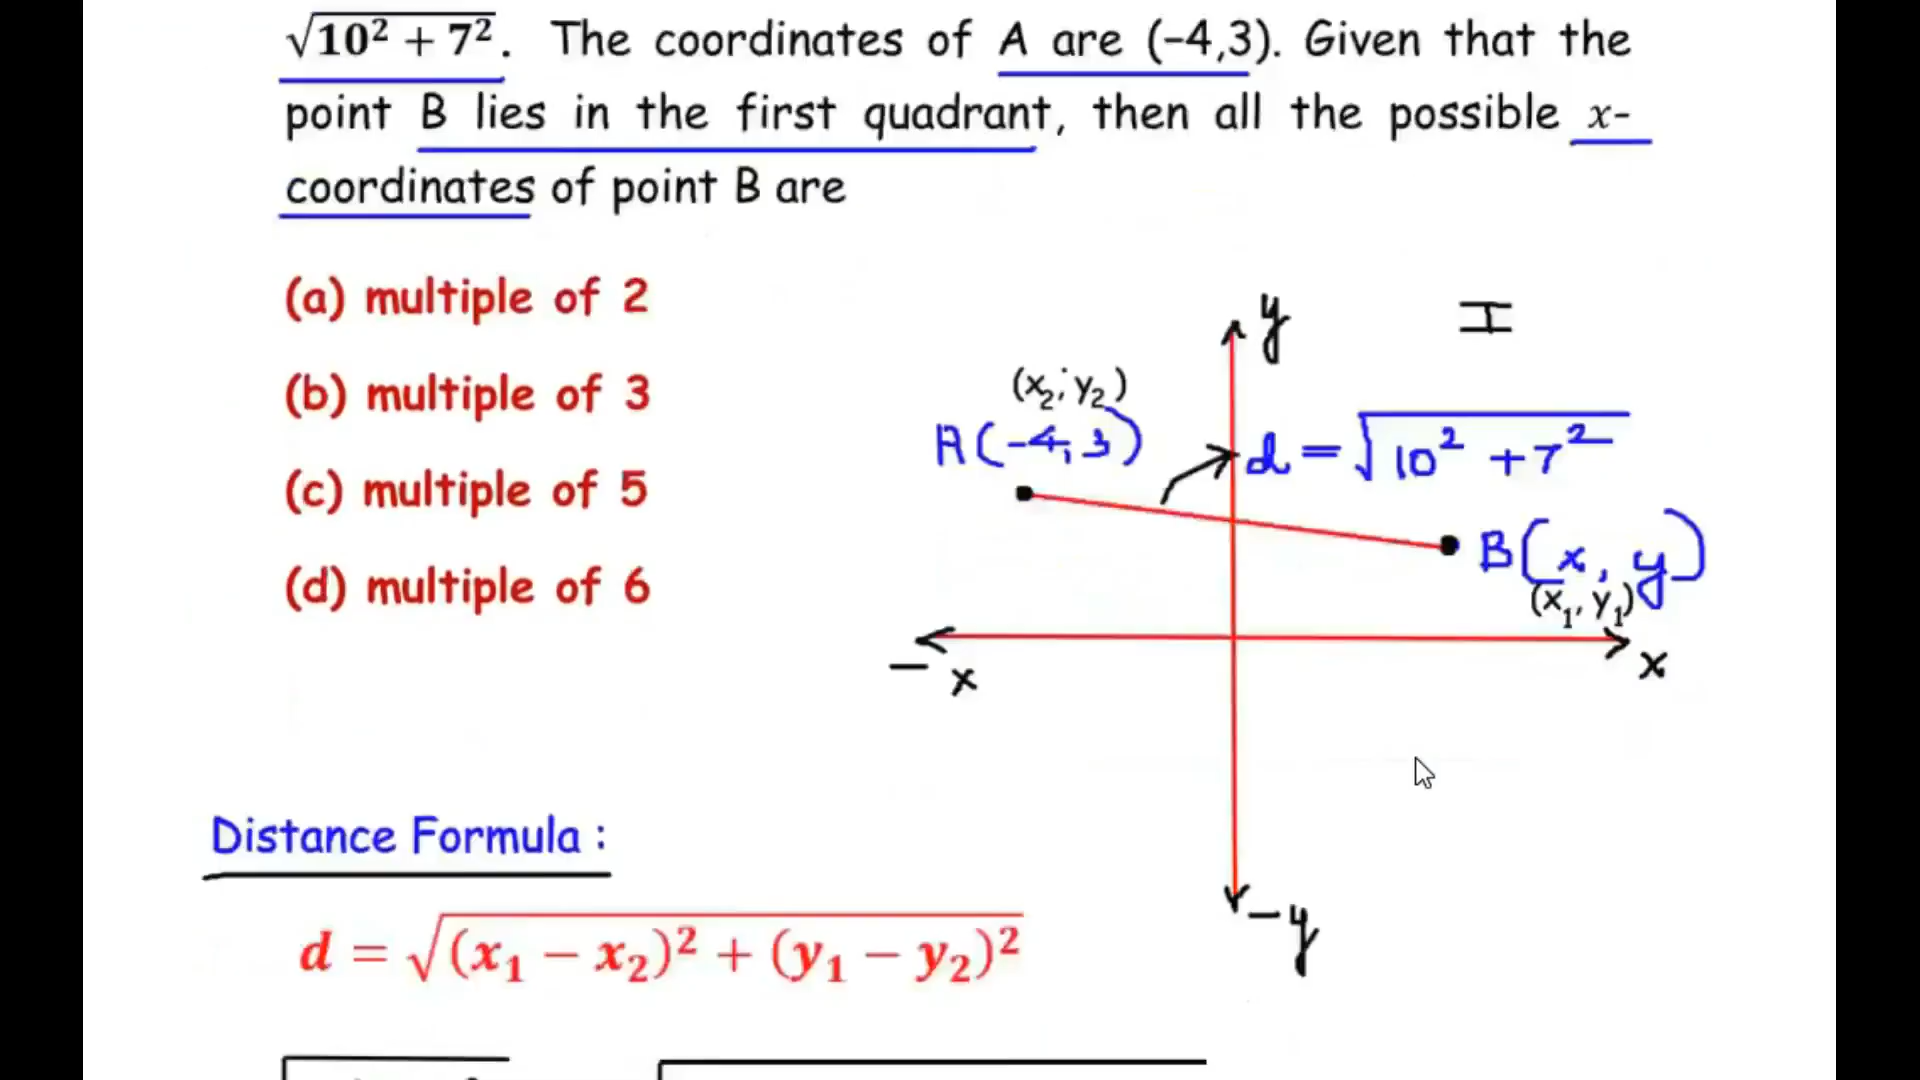 √10² + 7². The coordinates of A are (-4,3). Given that the
point B lies in the first quadrant, then all the possible x-
coordinates of point B are
(a) multiple of 2
(b) multiple of 3
(c) multiple of 5
(d) multiple of 6
y
I
(x₂, y₂)
A(-4, 3)
d = √10² + 7²
B(x, y)
(x₁, y₁)
- x
x
-y
Distance Formula :
d = √(x₁ − x₂)² + (y₁ − y₂)²